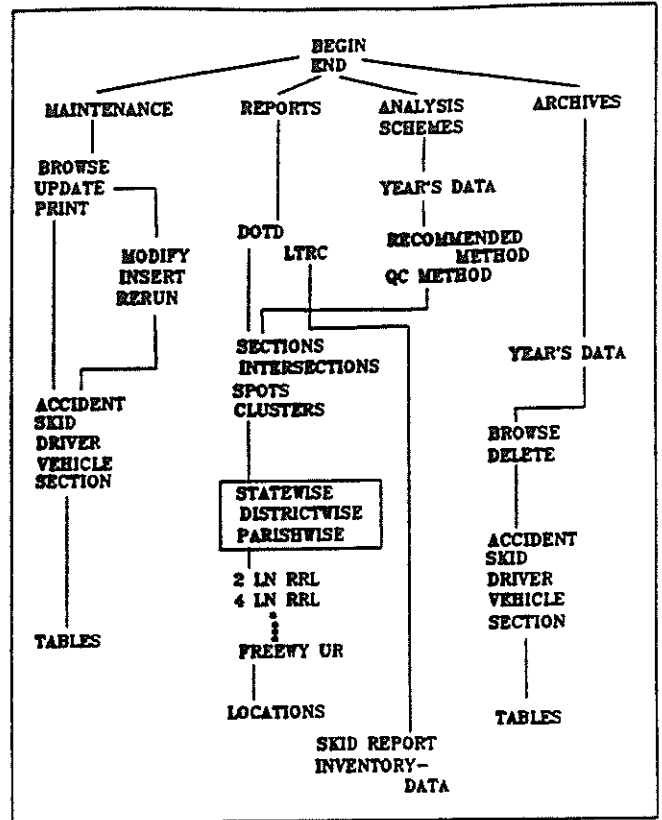 BEGIN
END
MAINTENANCE
REPORTS
ANALYSIS
SCHEMES
ARCHIVES
BROWSE
UPDATE
PRINT
MODIFY
INSERT
RERUN
ACCIDENT
SKID
DRIVER
VEHICLE
SECTION
TABLES
DOTD
LTRC
YEAR'S DATA
RECOMMENDED
METHOD
QC METHOD
SECTIONS
INTERSECTIONS
SPOTS
CLUSTERS
STATEWISE
DISTRICTWISE
PARISHWISE
2 LN RRL
4 LN RRL
FREEWY UR
LOCATIONS
SKID REPORT
INVENTORY-
DATA
YEAR'S DATA
BROWSE
DELETE
ACCIDENT
SKID
DRIVER
VEHICLE
SECTION
TABLES